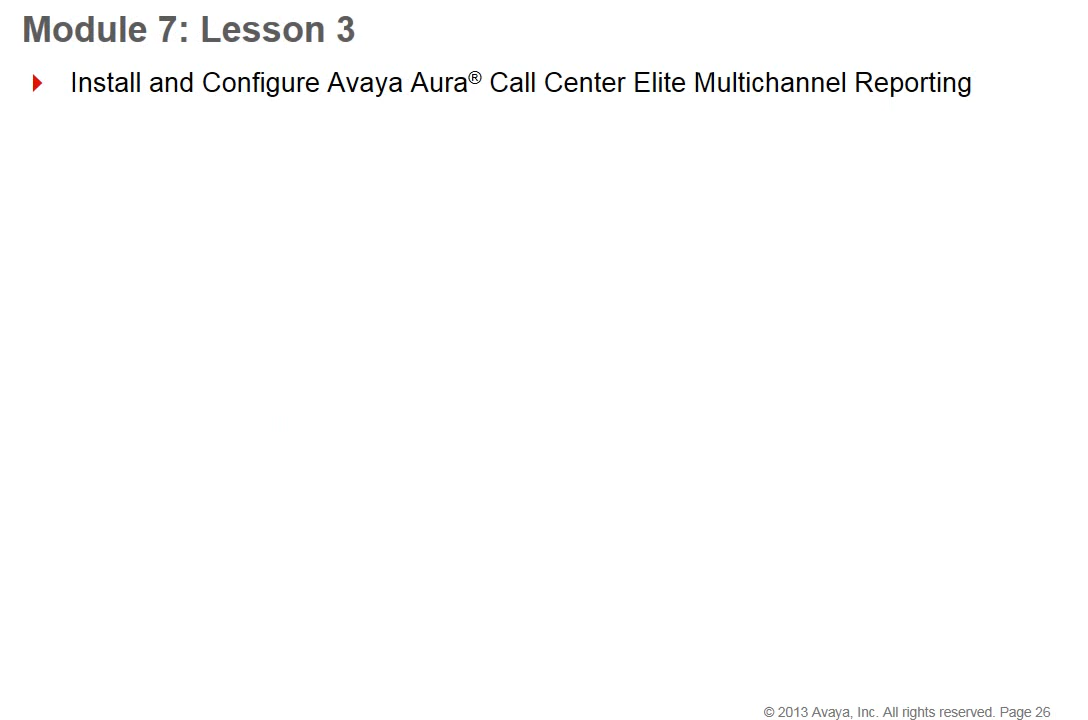 Module 7: Lesson 3
Install and Configure Avaya Aura® Call Center Elite Multichannel Reporting
© 2013 Avaya, Inc. All rights reserved. Page 26